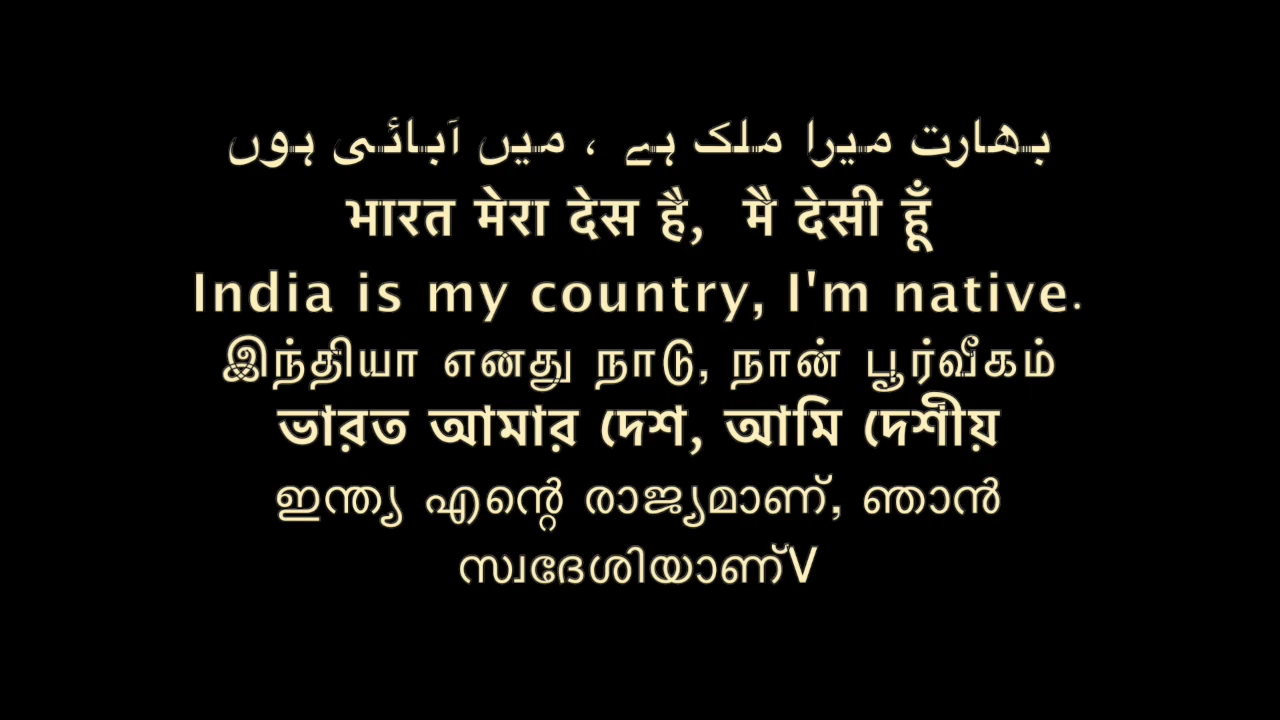 بھارت میرا ملک ہے ، میں آبائی ہوں
भारत मेरा देस है, मै देसी हूँ
India is my country, I'm native.
இந்தியா எனது நாடு, நான் பூர்வீகம்
ভারত আমার দেশ, আমি দেশীয়
ഇന്ത്യ എന്റെ രാജ്യമാണ്, ഞാൻ
സ്വദേശിയാണ്V